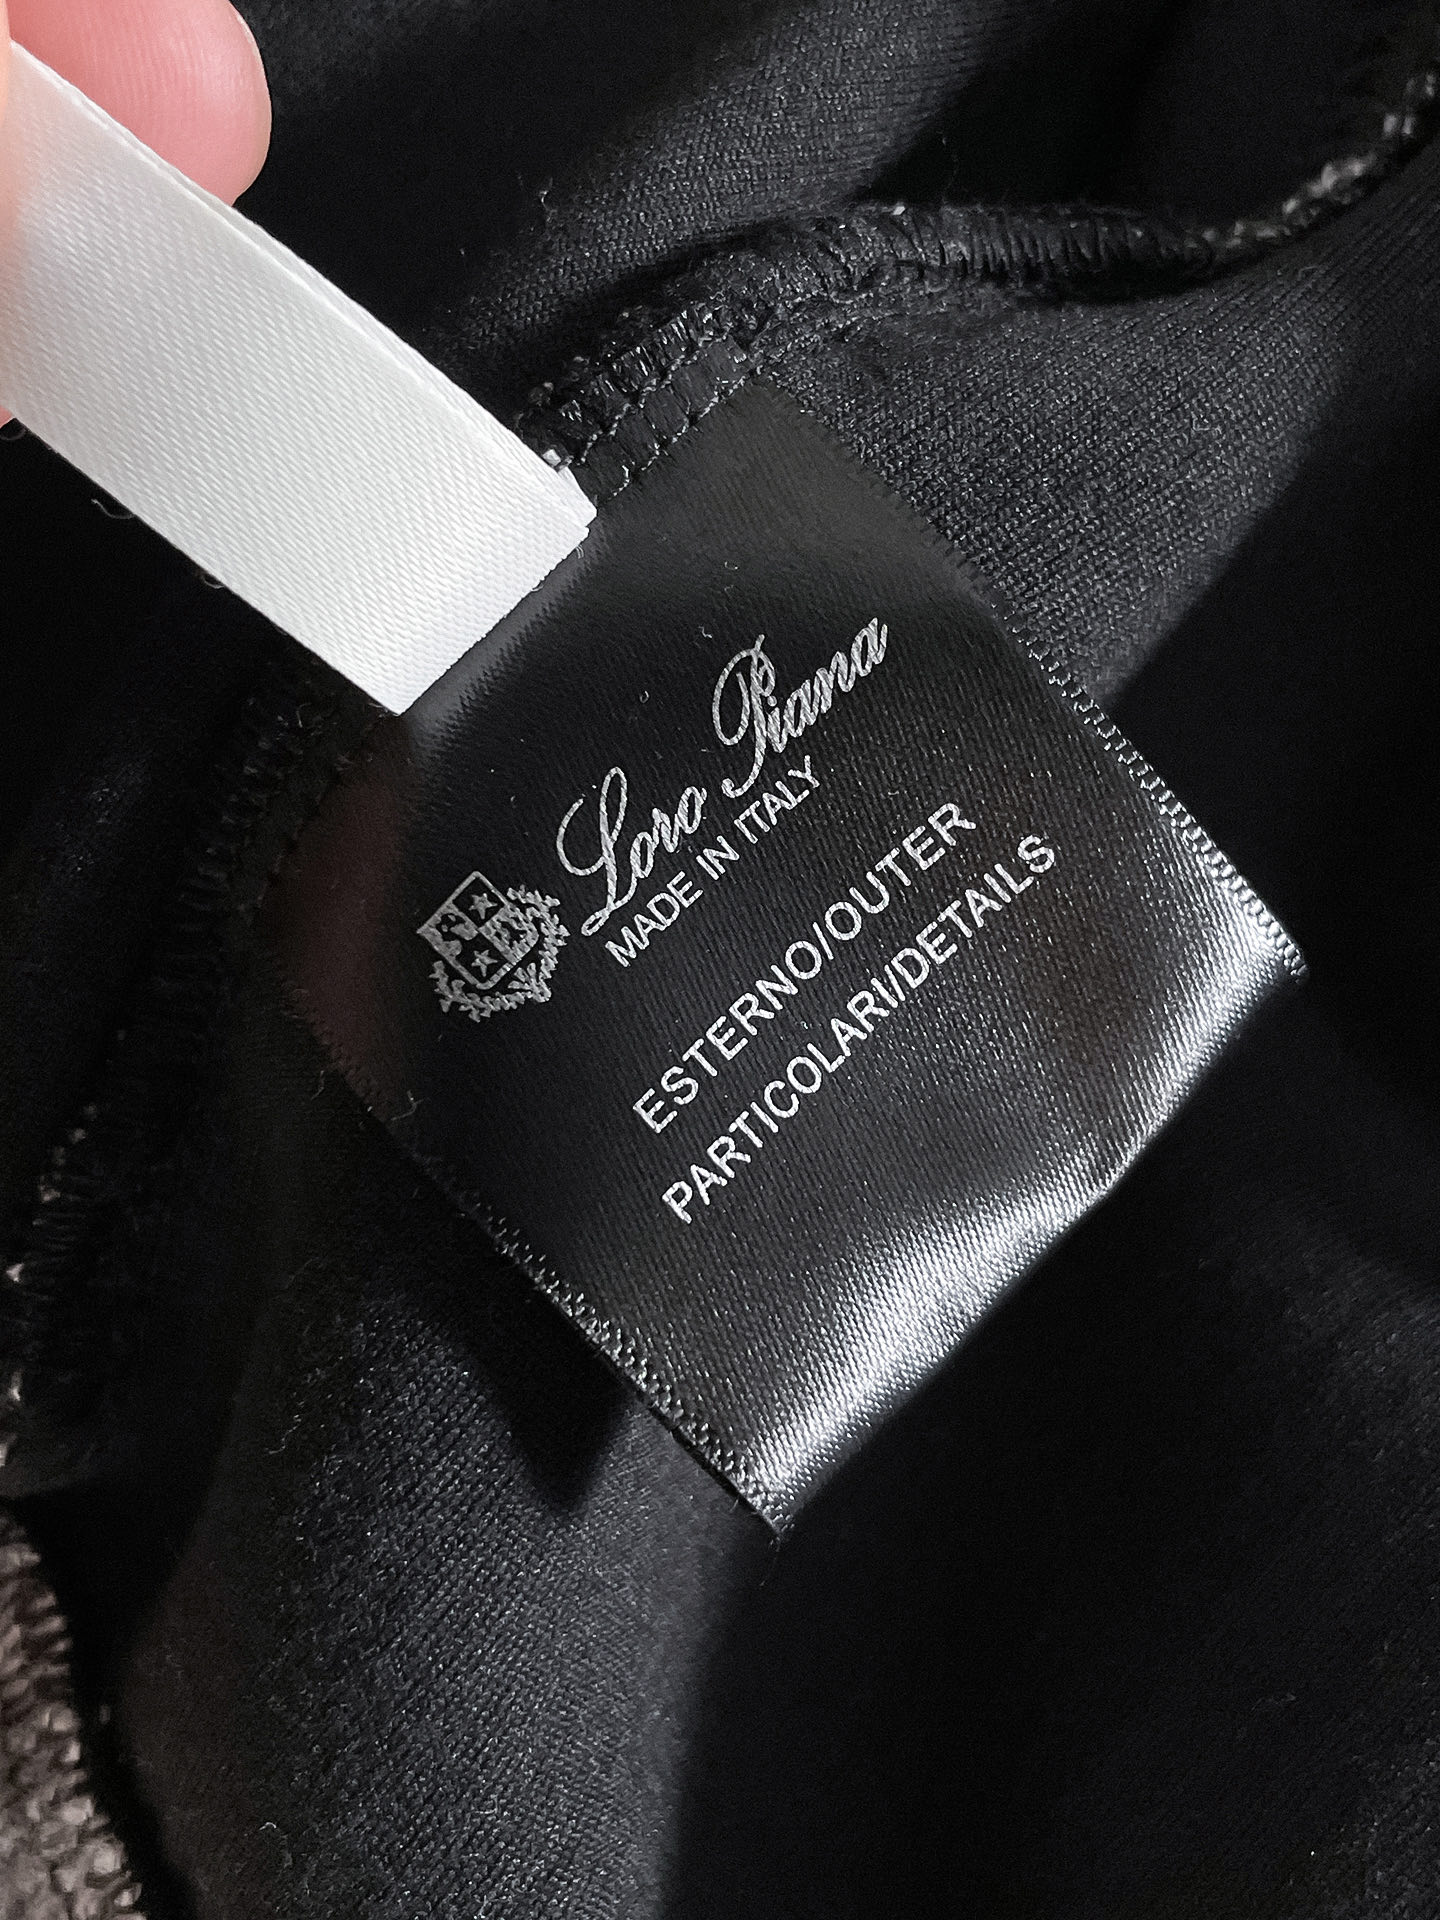 Loro Piana
MADE IN ITALY
ESTERNO/OUTER
PARTICOLARI/DETAILS